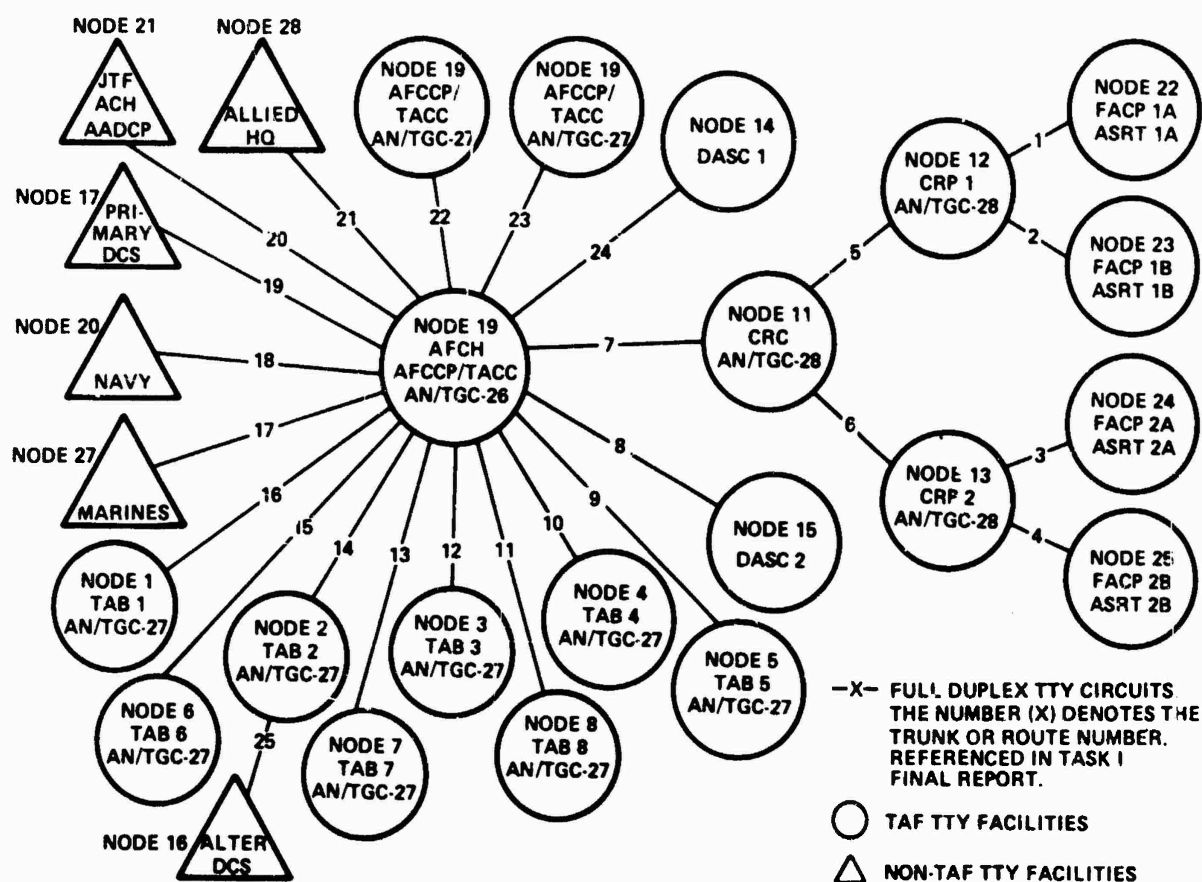 NODE 21
JTF
ACH
AADCP
NODE 28
ALLIED
HQ
NODE 19
AFCCP/
TACC
AN/TGC-27
NODE 19
AFCCP/
TACC
AN/TGC-27
NODE 14
DASC 1
NODE 12
CRP 1
AN/TGC-28
NODE 22
FACP 1A
ASRT 1A
NODE 17
PRI-
MARY
DCS
NODE 23
FACP 1B
ASRT 1B
NODE 20
NAVY
NODE 19
AFCH
AFCCP/TACC
AN/TGC-26
NODE 11
CRC
AN/TGC-28
NODE 27
MARINES
NODE 24
FACP 2A
ASRT 2A
NODE 13
CRP 2
AN/TGC-28
NODE 15
DASC 2
NODE 25
FACP 2B
ASRT 2B
NODE 1
TAB 1
AN/TGC-27
NODE 6
TAB 6
AN/TGC-27
NODE 2
TAB 2
AN/TGC-27
NODE 7
TAB 7
AN/TGC-27
NODE 3
TAB 3
AN/TGC-27
NODE 8
TAB 8
AN/TGC-27
NODE 4
TAB 4
AN/TGC-27
NODE 5
TAB 5
AN/TGC-27
NODE 16
ALTER
DCS
1
2
3
4
5
6
7
8
9
10
11
12
13
14
15
16
17
18
19
20
21
22
23
24
25
—X— FULL DUPLEX TTY CIRCUITS.
THE NUMBER (X) DENOTES THE
TRUNK OR ROUTE NUMBER.
REFERENCED IN TASK I
FINAL REPORT.
TAF TTY FACILITIES
NON-TAF TTY FACILITIES